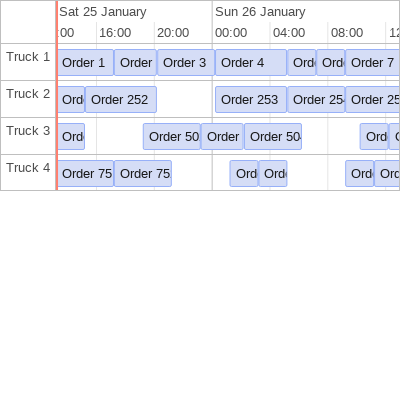 Sat 25 January Sun 26 January
:00 16:00 20:00 00:00 04:00 08:00 12
Truck 1 Order 1 Order Order 3 Order 4 Ord Ord Order 7
Truck 2 Ord Order 252 Order 253 Order 25 Order 25
Truck 3 Ord Order 50 Order Order 50 Ord
Truck 4 Order 75 Order 75 Ord Ord Orde Ord